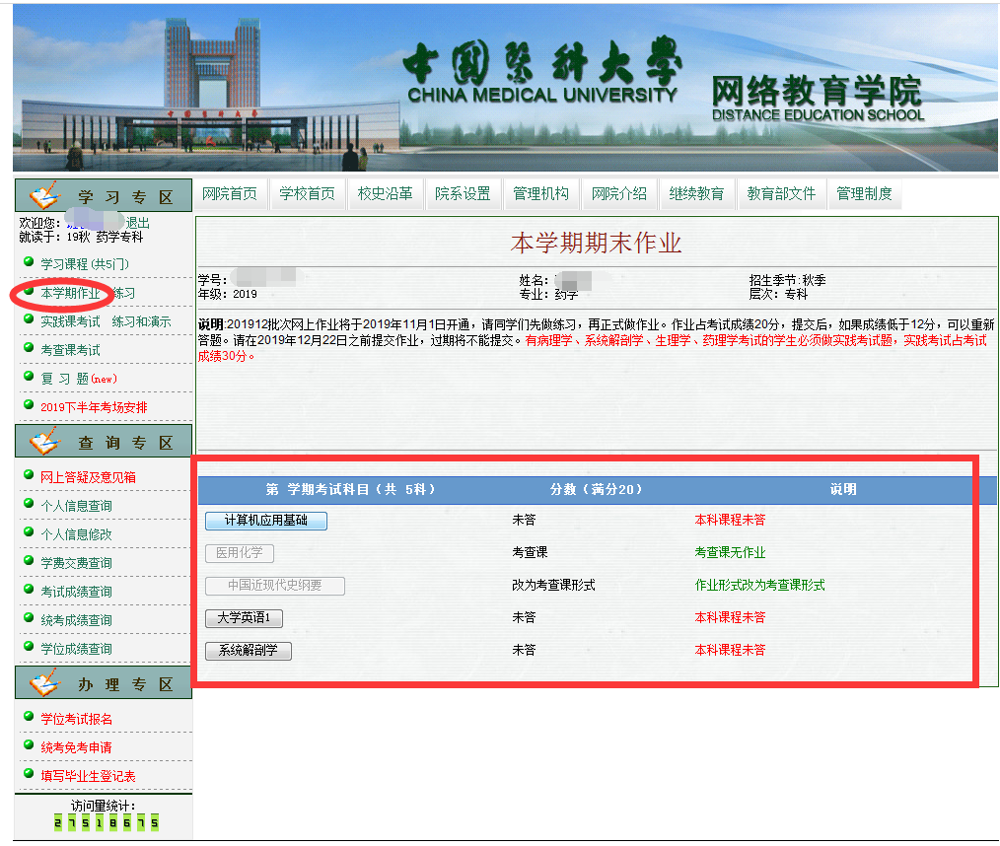 中国医科大学
CHINA MEDICAL UNIVERSITY
网络教育学院
DISTANCE EDUCATION SCHOOL
中国医科大学
学 习 专 区
网院首页 学校首页 校史沿革 院系设置 管理机构 网院介绍 继续教育 教育部文件 管理制度
欢迎您: 退出
就读于: 19秋 药学专科
学习课程(共5门)
本学期作业 练习
实践课考试 练习和演示
考查课考试
复 习 题(new)
2019下半年考场安排
查 询 专 区
网上答疑及意见箱
个人信息查询
个人信息修改
学费交费查询
考试成绩查询
统考成绩查询
学位成绩查询
办 理 专 区
学位考试报名
统考免考申请
填写毕业生登记表
访问量统计:
27518675
本学期期末作业
学号: 姓名: 招生季节:秋季
年级: 2019 专业: 药学 层次: 专科
说明:201912批次网上作业将于2019年11月1日开通，请同学们先做练习，再正式做作业。作业占考试成绩20分，提交后，如果成绩低于12分，可以重新
答题。请在2019年12月22日之前提交作业，过期将不能提交。有病理学、系统解剖学、生理学、药理学考试的学生必须做实践考试题，实践考试占考试
成绩30分。
第 学期考试科目(共 5科) 分数(满分20) 说明
计算机应用基础 未答 本科课程未答
医用化学 考查课 考查课无作业
中国近现代史纲要 改为考查课形式 作业形式改为考查课形式
大学英语1 未答 本科课程未答
系统解剖学 未答 本科课程未答